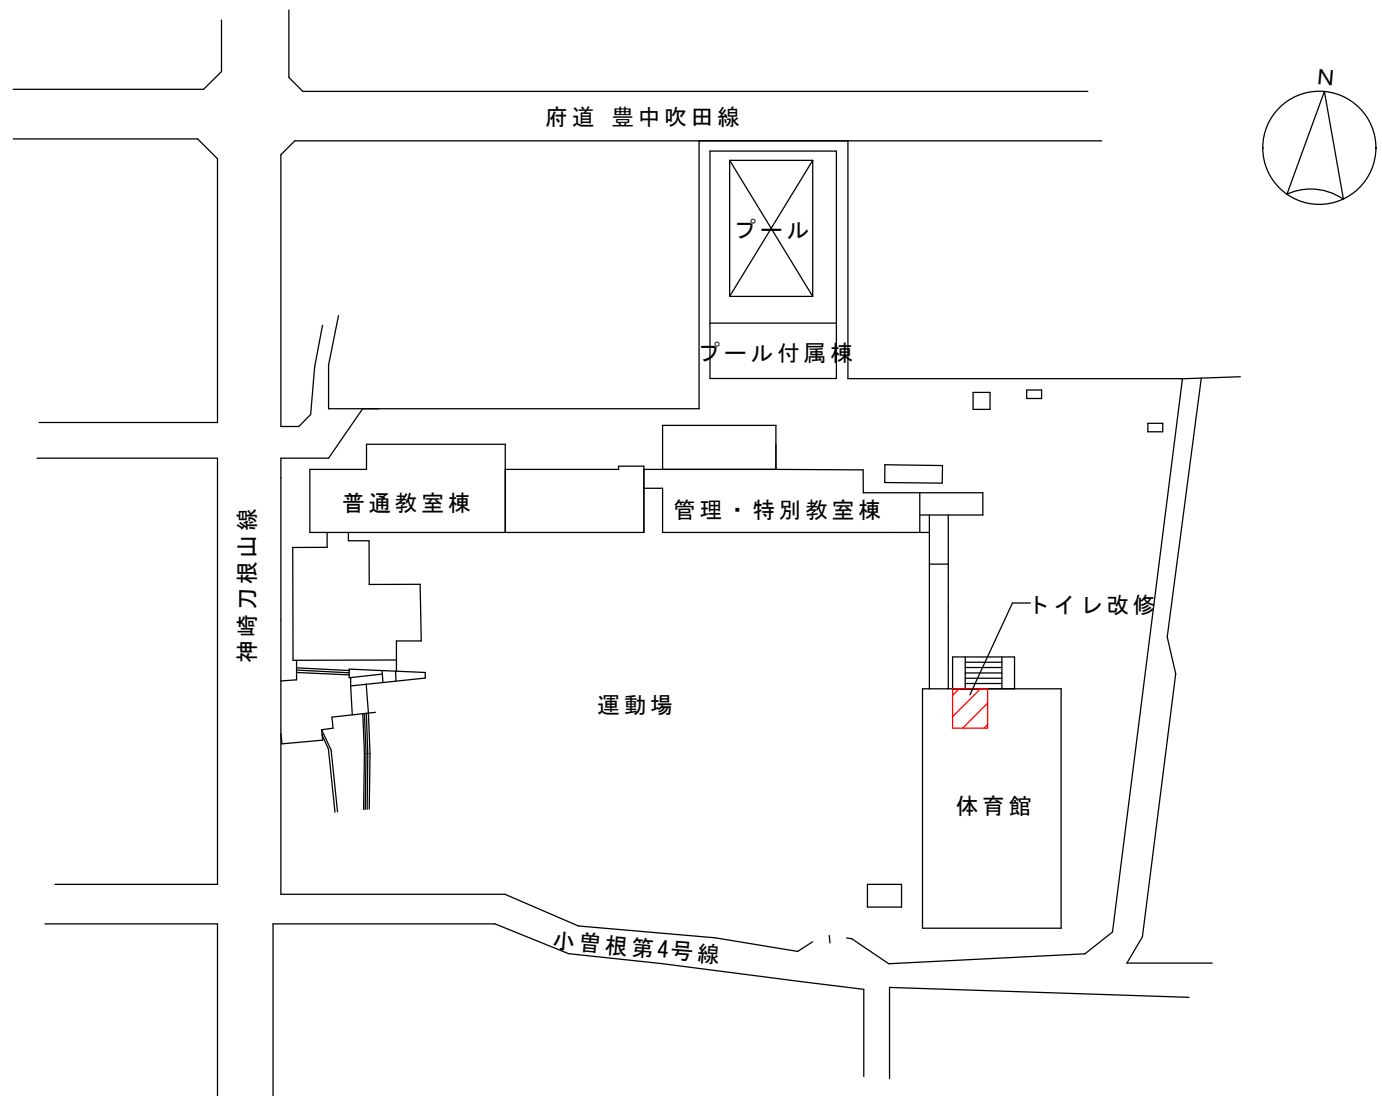 N
府道 豊中吹田線
プール
プール付属棟
普通教室棟
管理・特別教室棟
神崎刀根山線
トイレ改修
運動場
体育館
小曽根第4号線